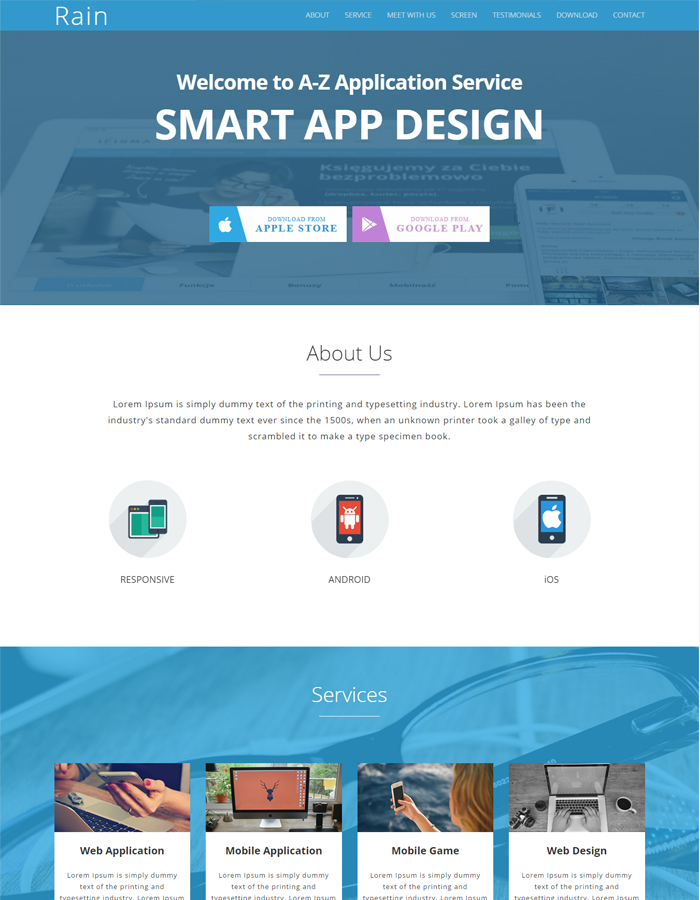 Rain
ABOUT SERVICE MEET WITH US SCREEN TESTIMONIALS DOWNLOAD CONTACT
Welcome to A-Z Application Service
SMART APP DESIGN
Księgujemy za Ciebie
bezproblemowo
DOWNLOAD FROM
APPLE STORE
DOWNLOAD FROM
GOOGLE PLAY
Funkcje Bonusy Mobilność
About Us
Lorem Ipsum is simply dummy text of the printing and typesetting industry. Lorem Ipsum has been the
industry's standard dummy text ever since the 1500s, when an unknown printer took a galley of type and
scrambled it to make a type specimen book.
RESPONSIVE
ANDROID
iOS
Services
Web Application
Lorem Ipsum is simply dummy
text of the printing and
typesetting industry. Lorem Ipsum
Mobile Application
Lorem Ipsum is simply dummy
text of the printing and
typesetting industry. Lorem Ipsum
Mobile Game
Lorem Ipsum is simply dummy
text of the printing and
typesetting industry. Lorem Ipsum
Web Design
Lorem Ipsum is simply dummy
text of the printing and
typesetting industry. Lorem Ipsum